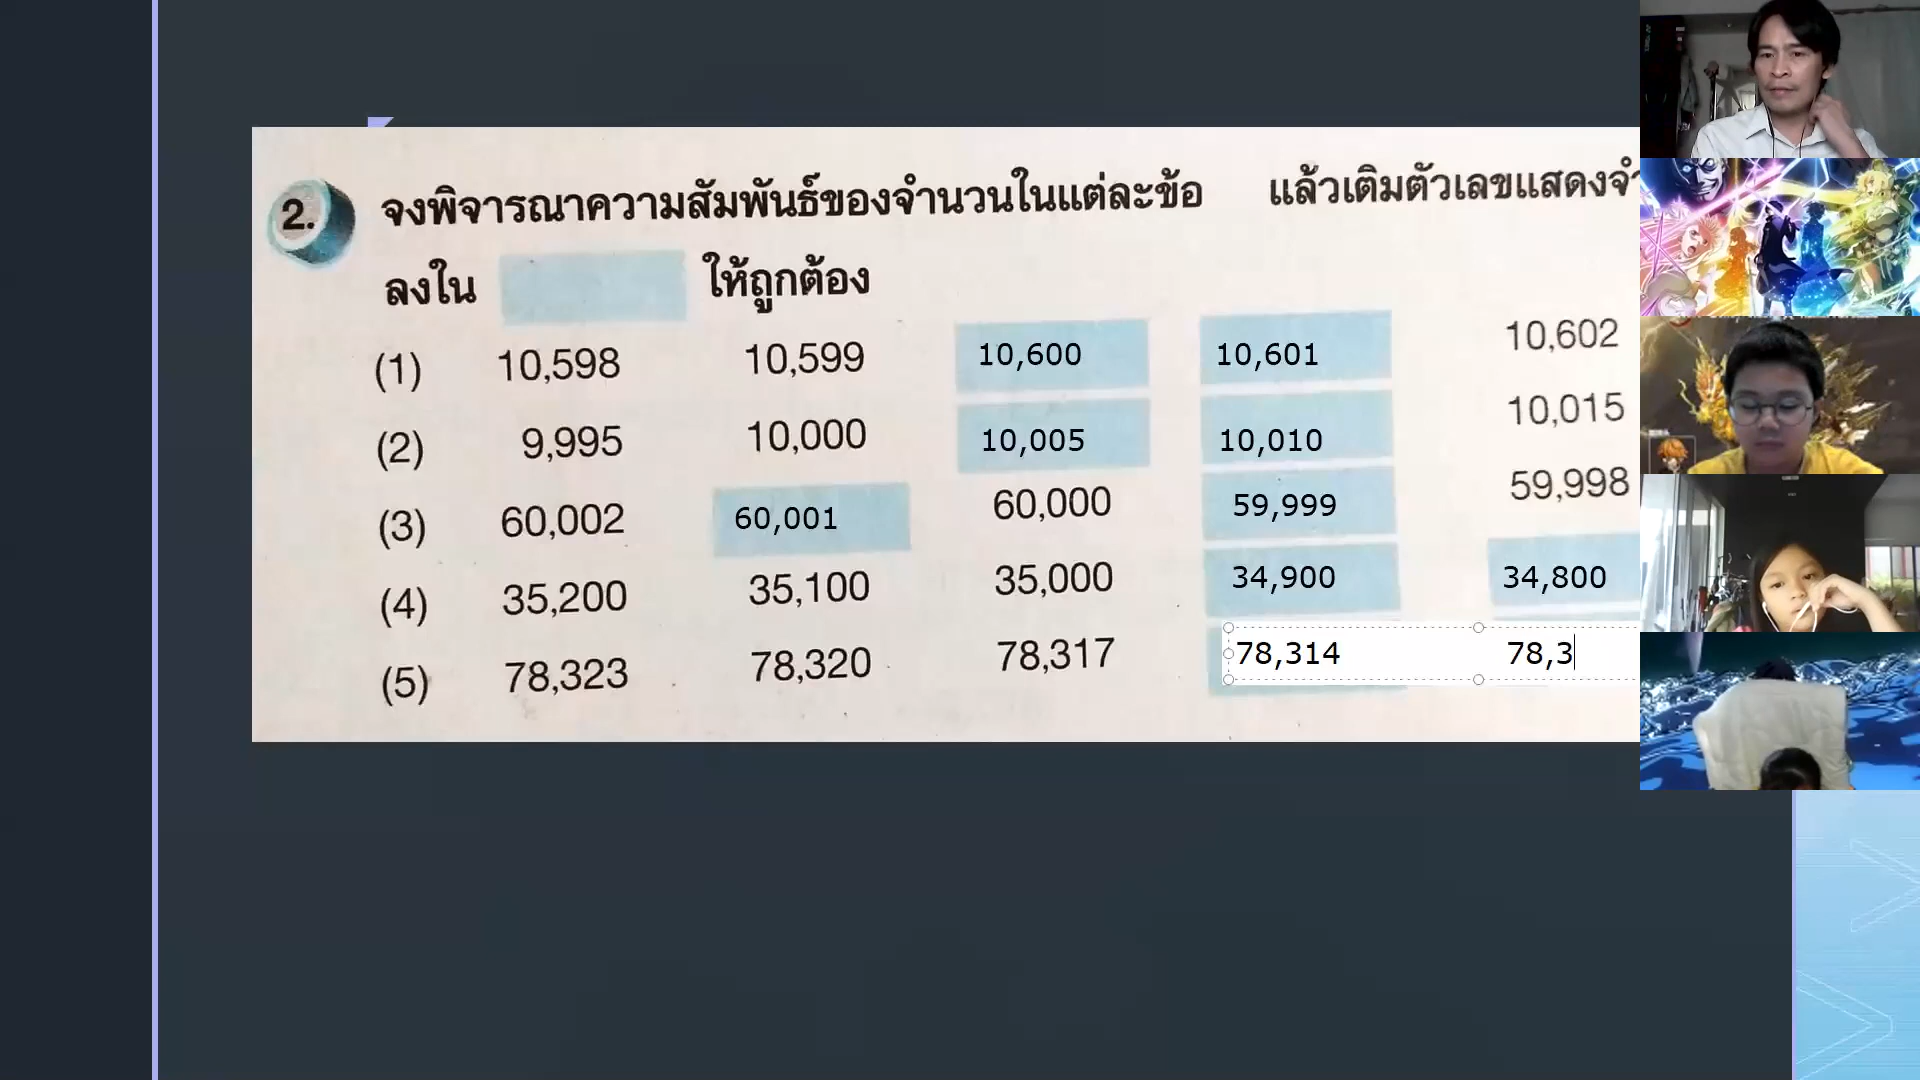 2. จงพิจารณาความสัมพันธ์ของจำนวนในแต่ละข้อ แล้วเติมตัวเลขแสดงจำ
ลงใน ให้ถูกต้อง
(1) 10,598 10,599 10,600 10,601 10,602
(2) 9,995 10,000 10,005 10,010 10,015
(3) 60,002 60,001 60,000 59,999 59,998
(4) 35,200 35,100 35,000 34,900 34,800
(5) 78,323 78,320 78,317 78,314 78,3